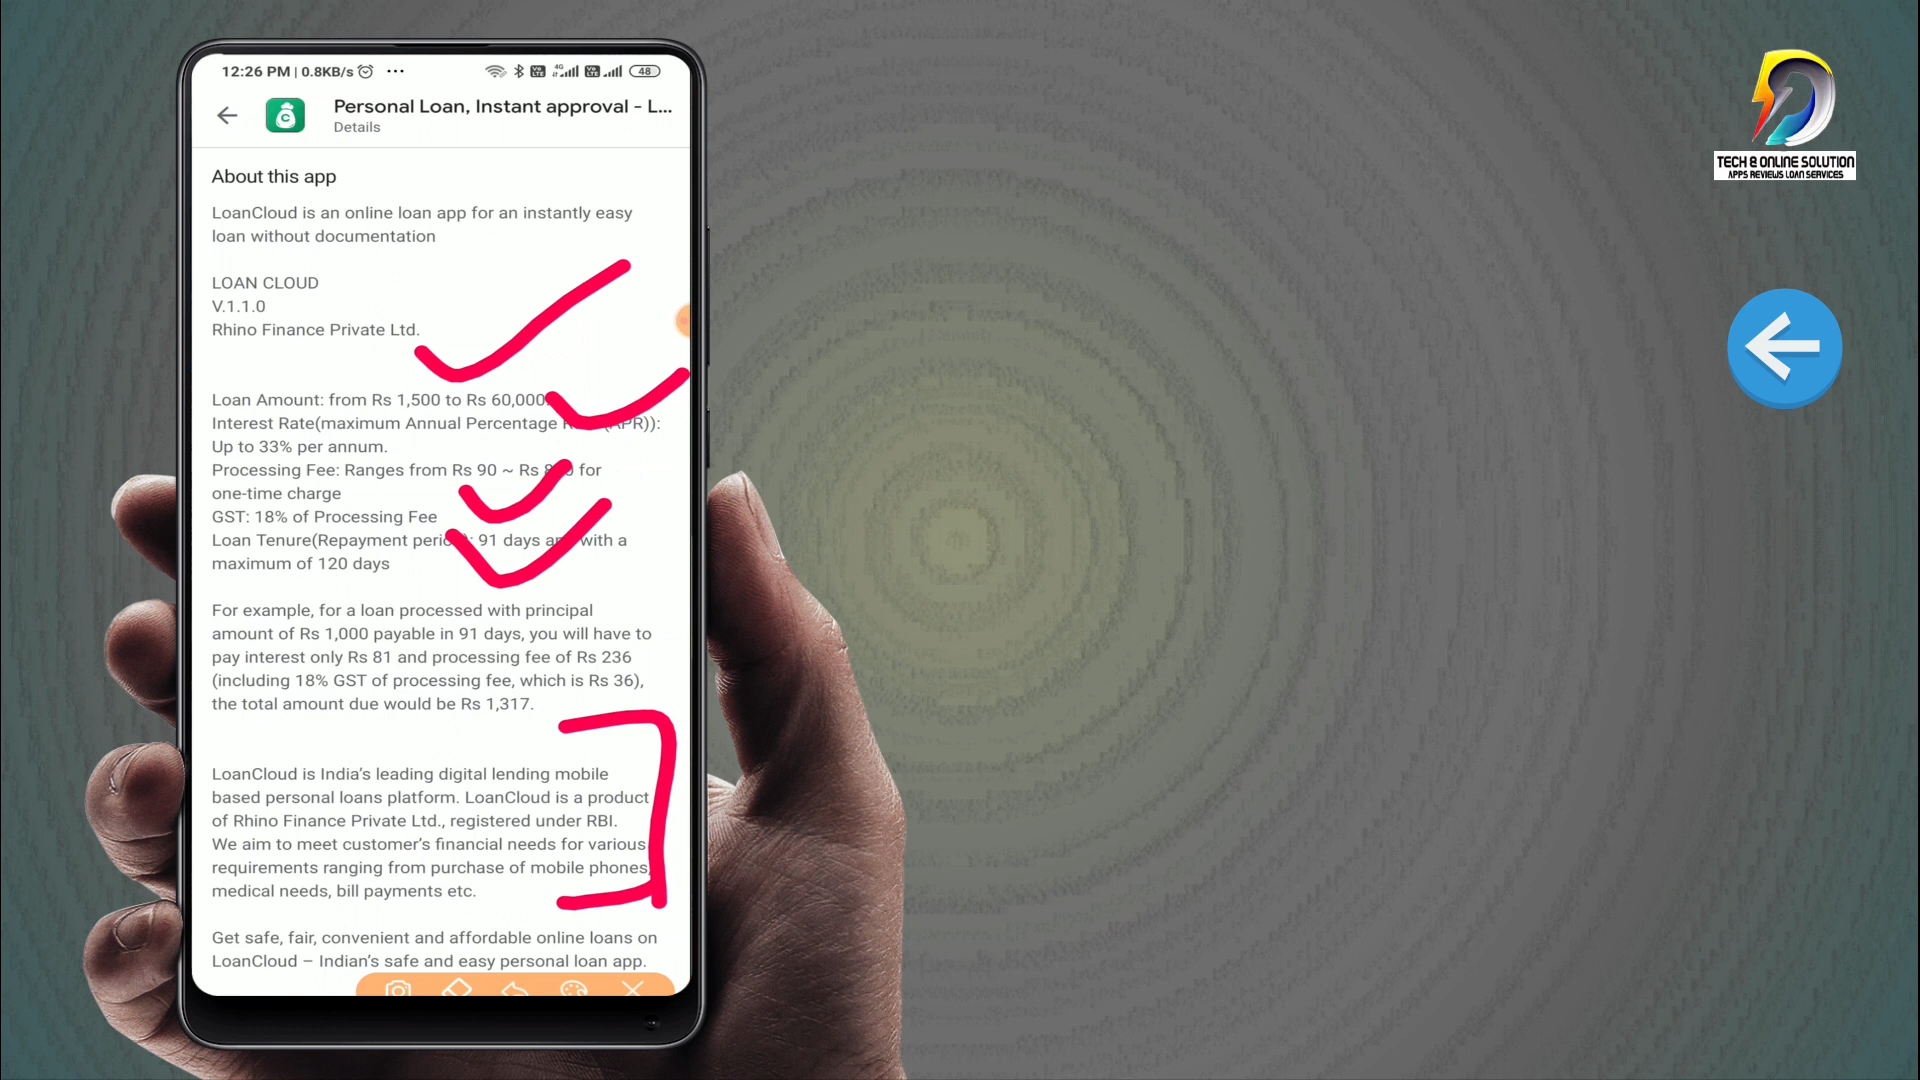 12:26 PM | 0.8KB/s
48
Personal Loan, Instant approval - L...
Details
About this app
LoanCloud is an online loan app for an instantly easy
loan without documentation
LOAN CLOUD
V.1.1.0
Rhino Finance Private Ltd.
Loan Amount: from Rs 1,500 to Rs 60,000
Interest Rate(maximum Annual Percentage (APR)):
Up to 33% per annum.
Processing Fee: Ranges from Rs 90 ~ Rs for
one-time charge
GST: 18% of Processing Fee
Loan Tenure(Repayment : 91 days with a
maximum of 120 days
For example, for a loan processed with principal
amount of Rs 1,000 payable in 91 days, you will have to
pay interest only Rs 81 and processing fee of Rs 236
(including 18% GST of processing fee, which is Rs 36),
the total amount due would be Rs 1,317.
LoanCloud is India's leading digital lending mobile
based personal loans platform. LoanCloud is a product
of Rhino Finance Private Ltd., registered under RBI.
We aim to meet customer's financial needs for various
requirements ranging from purchase of mobile phones,
medical needs, bill payments etc.
Get safe, fair, convenient and affordable online loans on
LoanCloud – Indian's safe and easy personal loan app.
TECH & ONLINE SOLUTION
APPS REVIEWS LOAN SERVICES